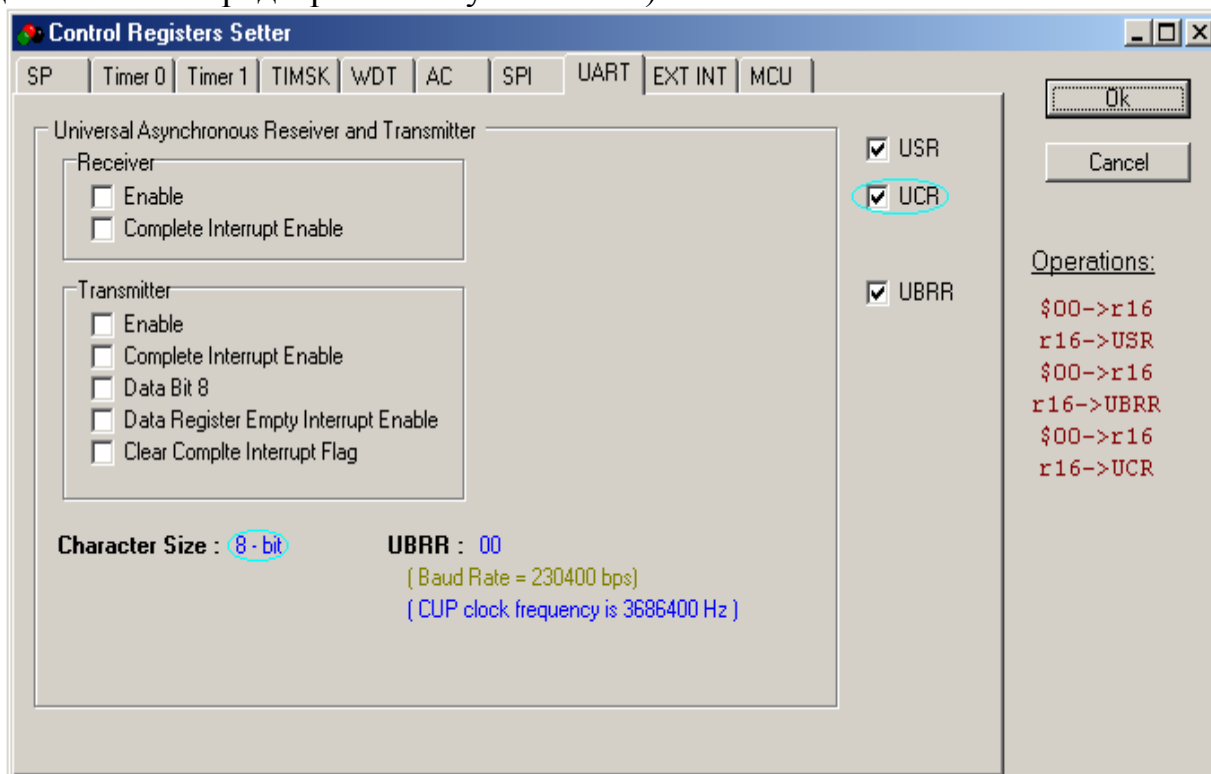 Control Registers Setter
SP Timer 0 Timer 1 TIMSK WDT AC SPI UART EXT INT MCU
Ok
Cancel
Universal Asynchronous Reseiver and Transmitter
Receiver
Enable
Complete Interrupt Enable
Transmitter
Enable
Complete Interrupt Enable
Data Bit 8
Data Register Empty Interrupt Enable
Clear Complte Interrupt Flag
Character Size : 8 - bit
UBRR : 00
( Baud Rate = 230400 bps)
( CUP clock frequency is 3686400 Hz )
USR
UCR
UBRR
Operations:
$00->r16
r16->USR
$00->r16
r16->UBRR
$00->r16
r16->UCR